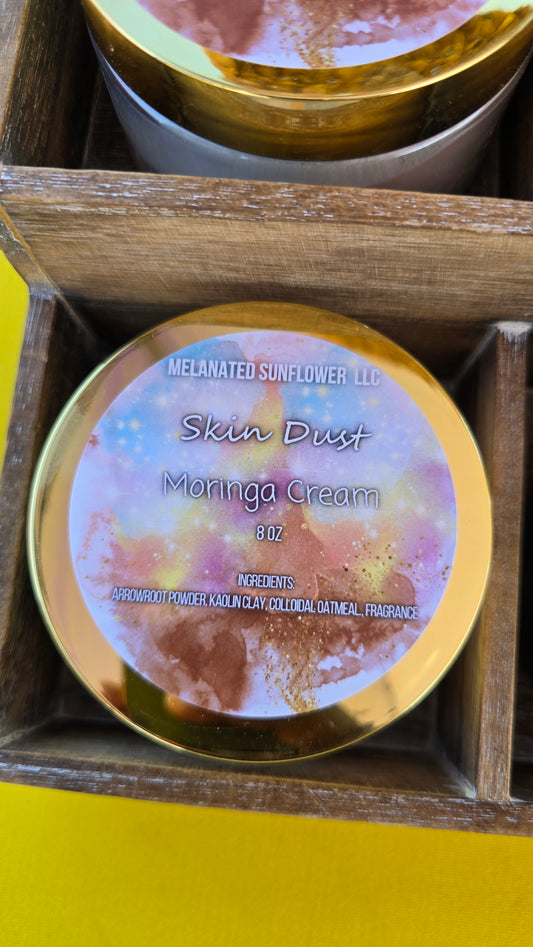 MELANATED SUNFLOWER LLC
Skin Dust
Moringa Cream
8 OZ
INGREDIENTS:
ARROWROOT POWDER, KAOLIN CLAY, COLLOIDAL OATMEAL, FRAGRANCE